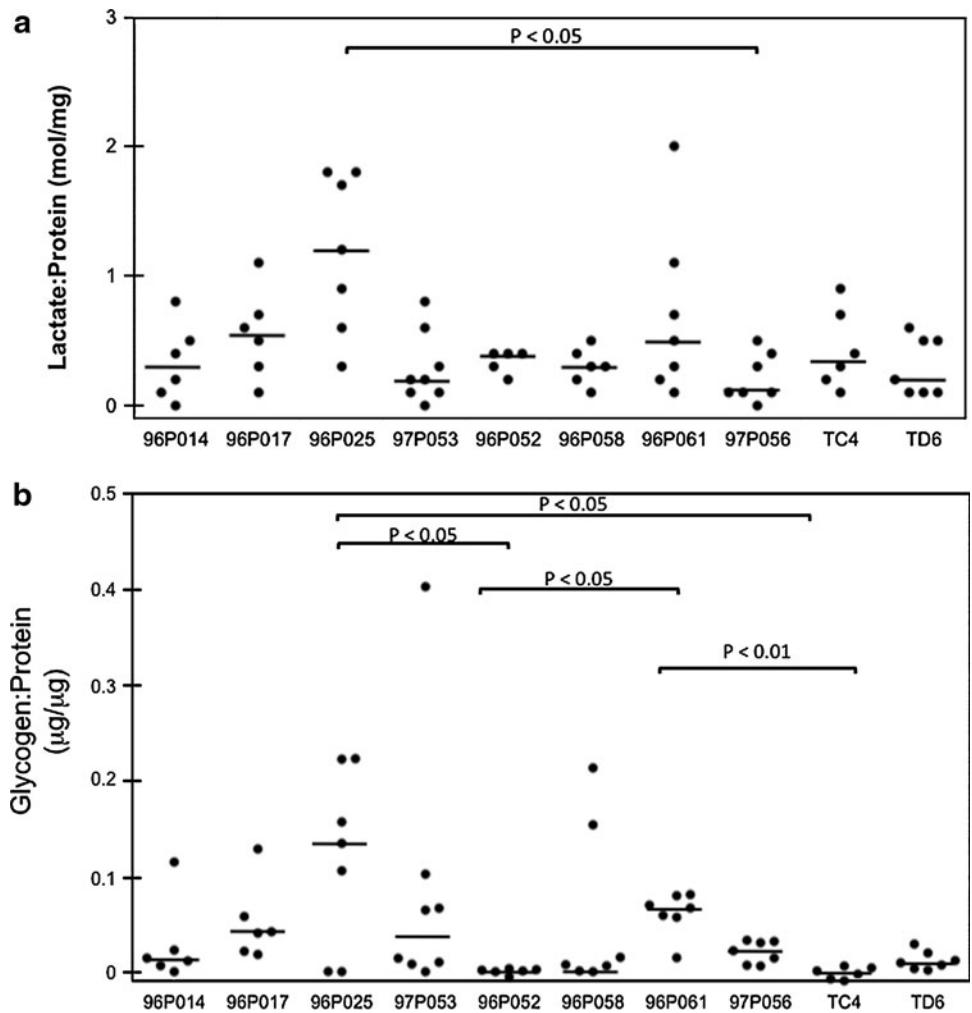 a
3
P < 0.05
2
1
0
Lactate:Protein (mol/mg)
96P014 96P017 96P025 97P053 96P052 96P058 96P061 97P056 TC4 TD6
b
0.5
P < 0.05
P < 0.05
P < 0.05
0.4
0.3
P < 0.01
0.2
0.1
0
Glycogen:Protein
(µg/µg)
96P014 96P017 96P025 97P053 96P052 96P058 96P061 97P056 TC4 TD6